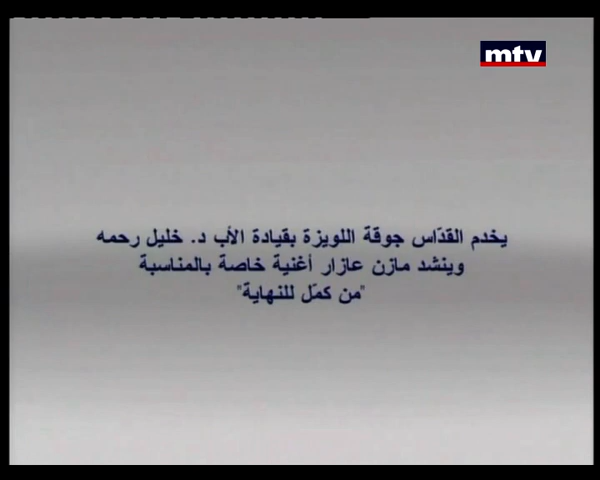 mtv
يخدم القدّاس جوقة اللويزة بقيادة الأب د. خليل رحمه
وينشد مازن عازار أغنية خاصة بالمناسبة
"من كمّل للنهاية"